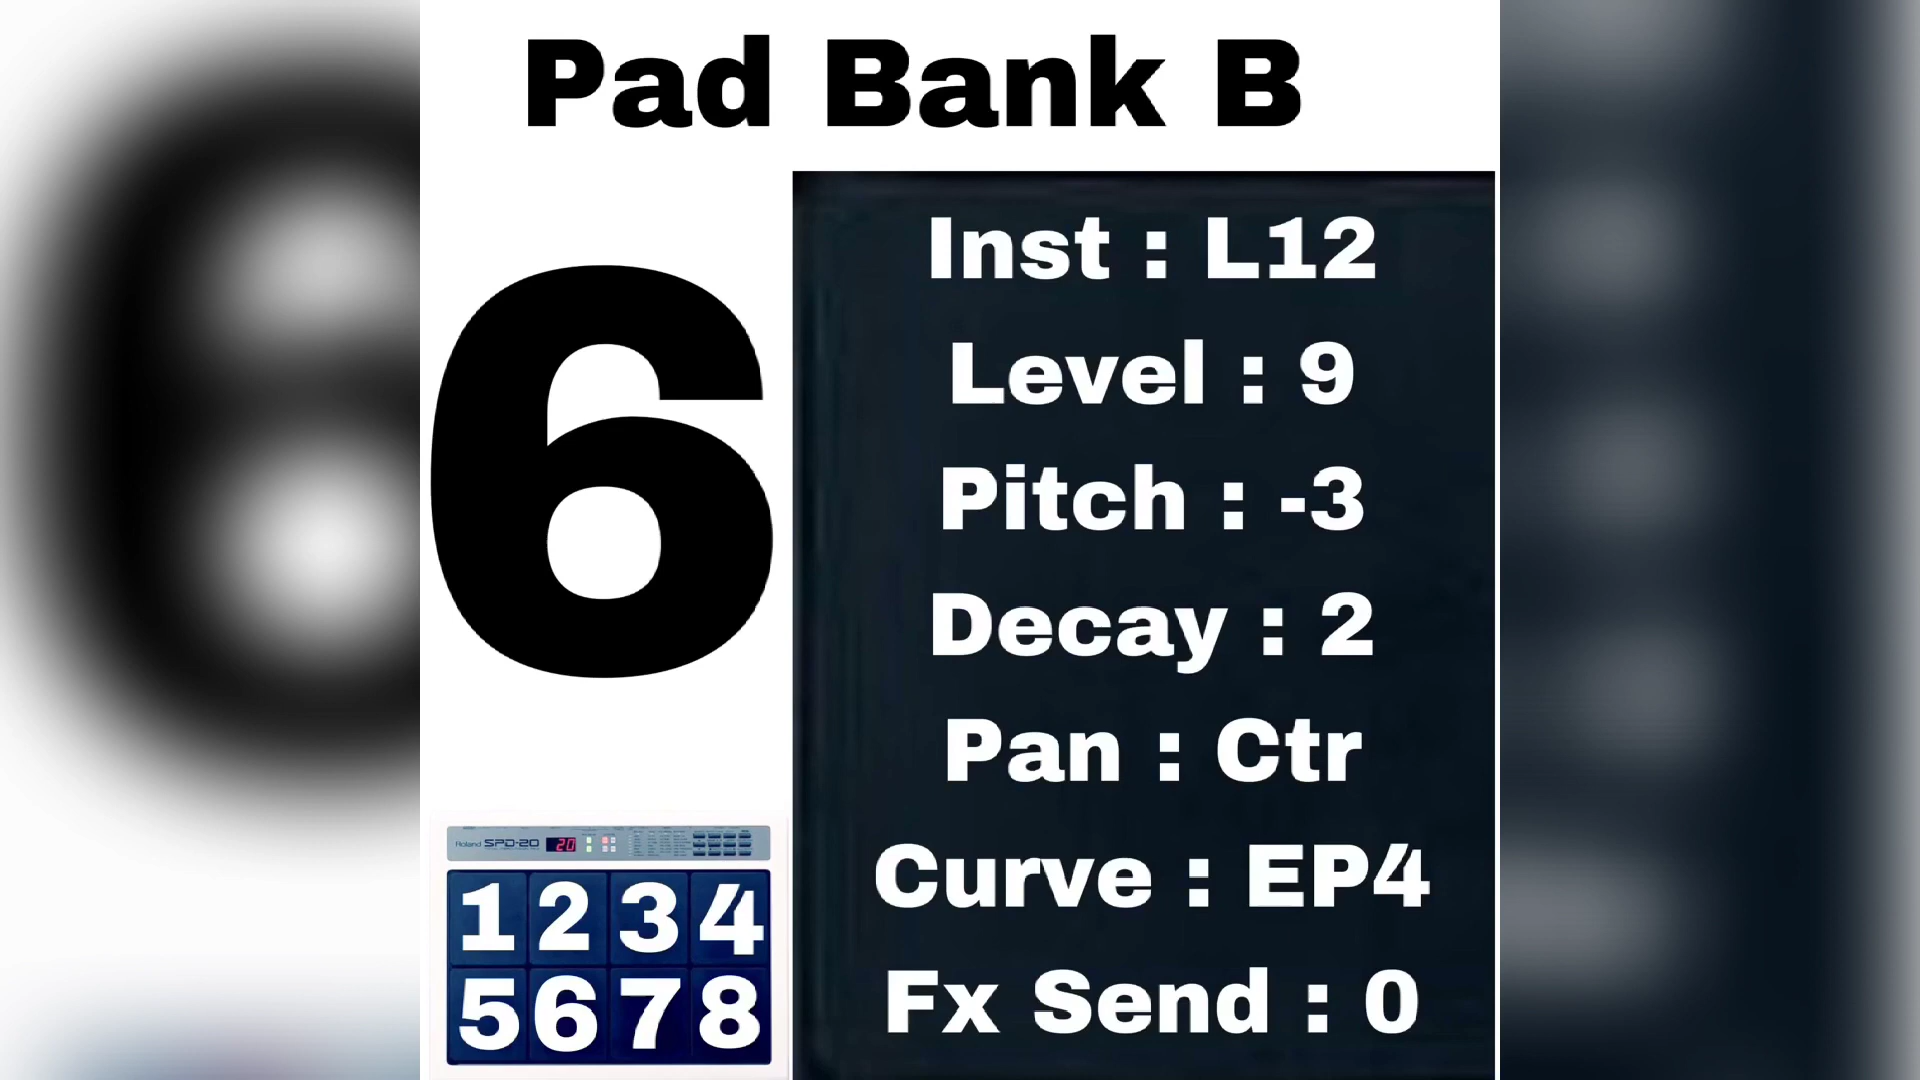 Pad Bank B
6
Inst : L12
Level : 9
Pitch : -3
Decay : 2
Pan : Ctr
Curve : EP4
Fx Send : 0
Roland SPD-20 20
1 2 3 4
5 6 7 8